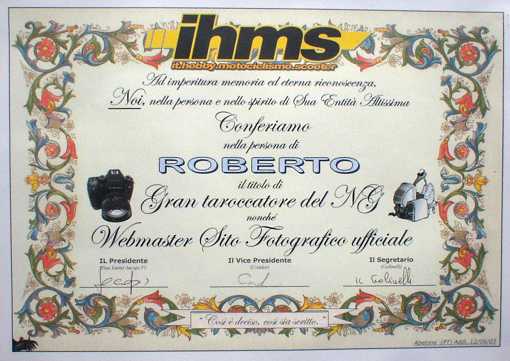 ihms
it.hobby.motociclismo.scooter
Ad imperitura memoria ed eterna riconoscenza,
Noi, nella persona e nello spirito di Sua Entità Altissima
Conferiamo
nella persona di
ROBERTO
il titolo di
Gran taroccatore del NG
nonché
Webmaster Sito Fotografico ufficiale
IL Presidente
Il Vice Presidente
Il Segretario
"Così è deciso, così sia scritto."